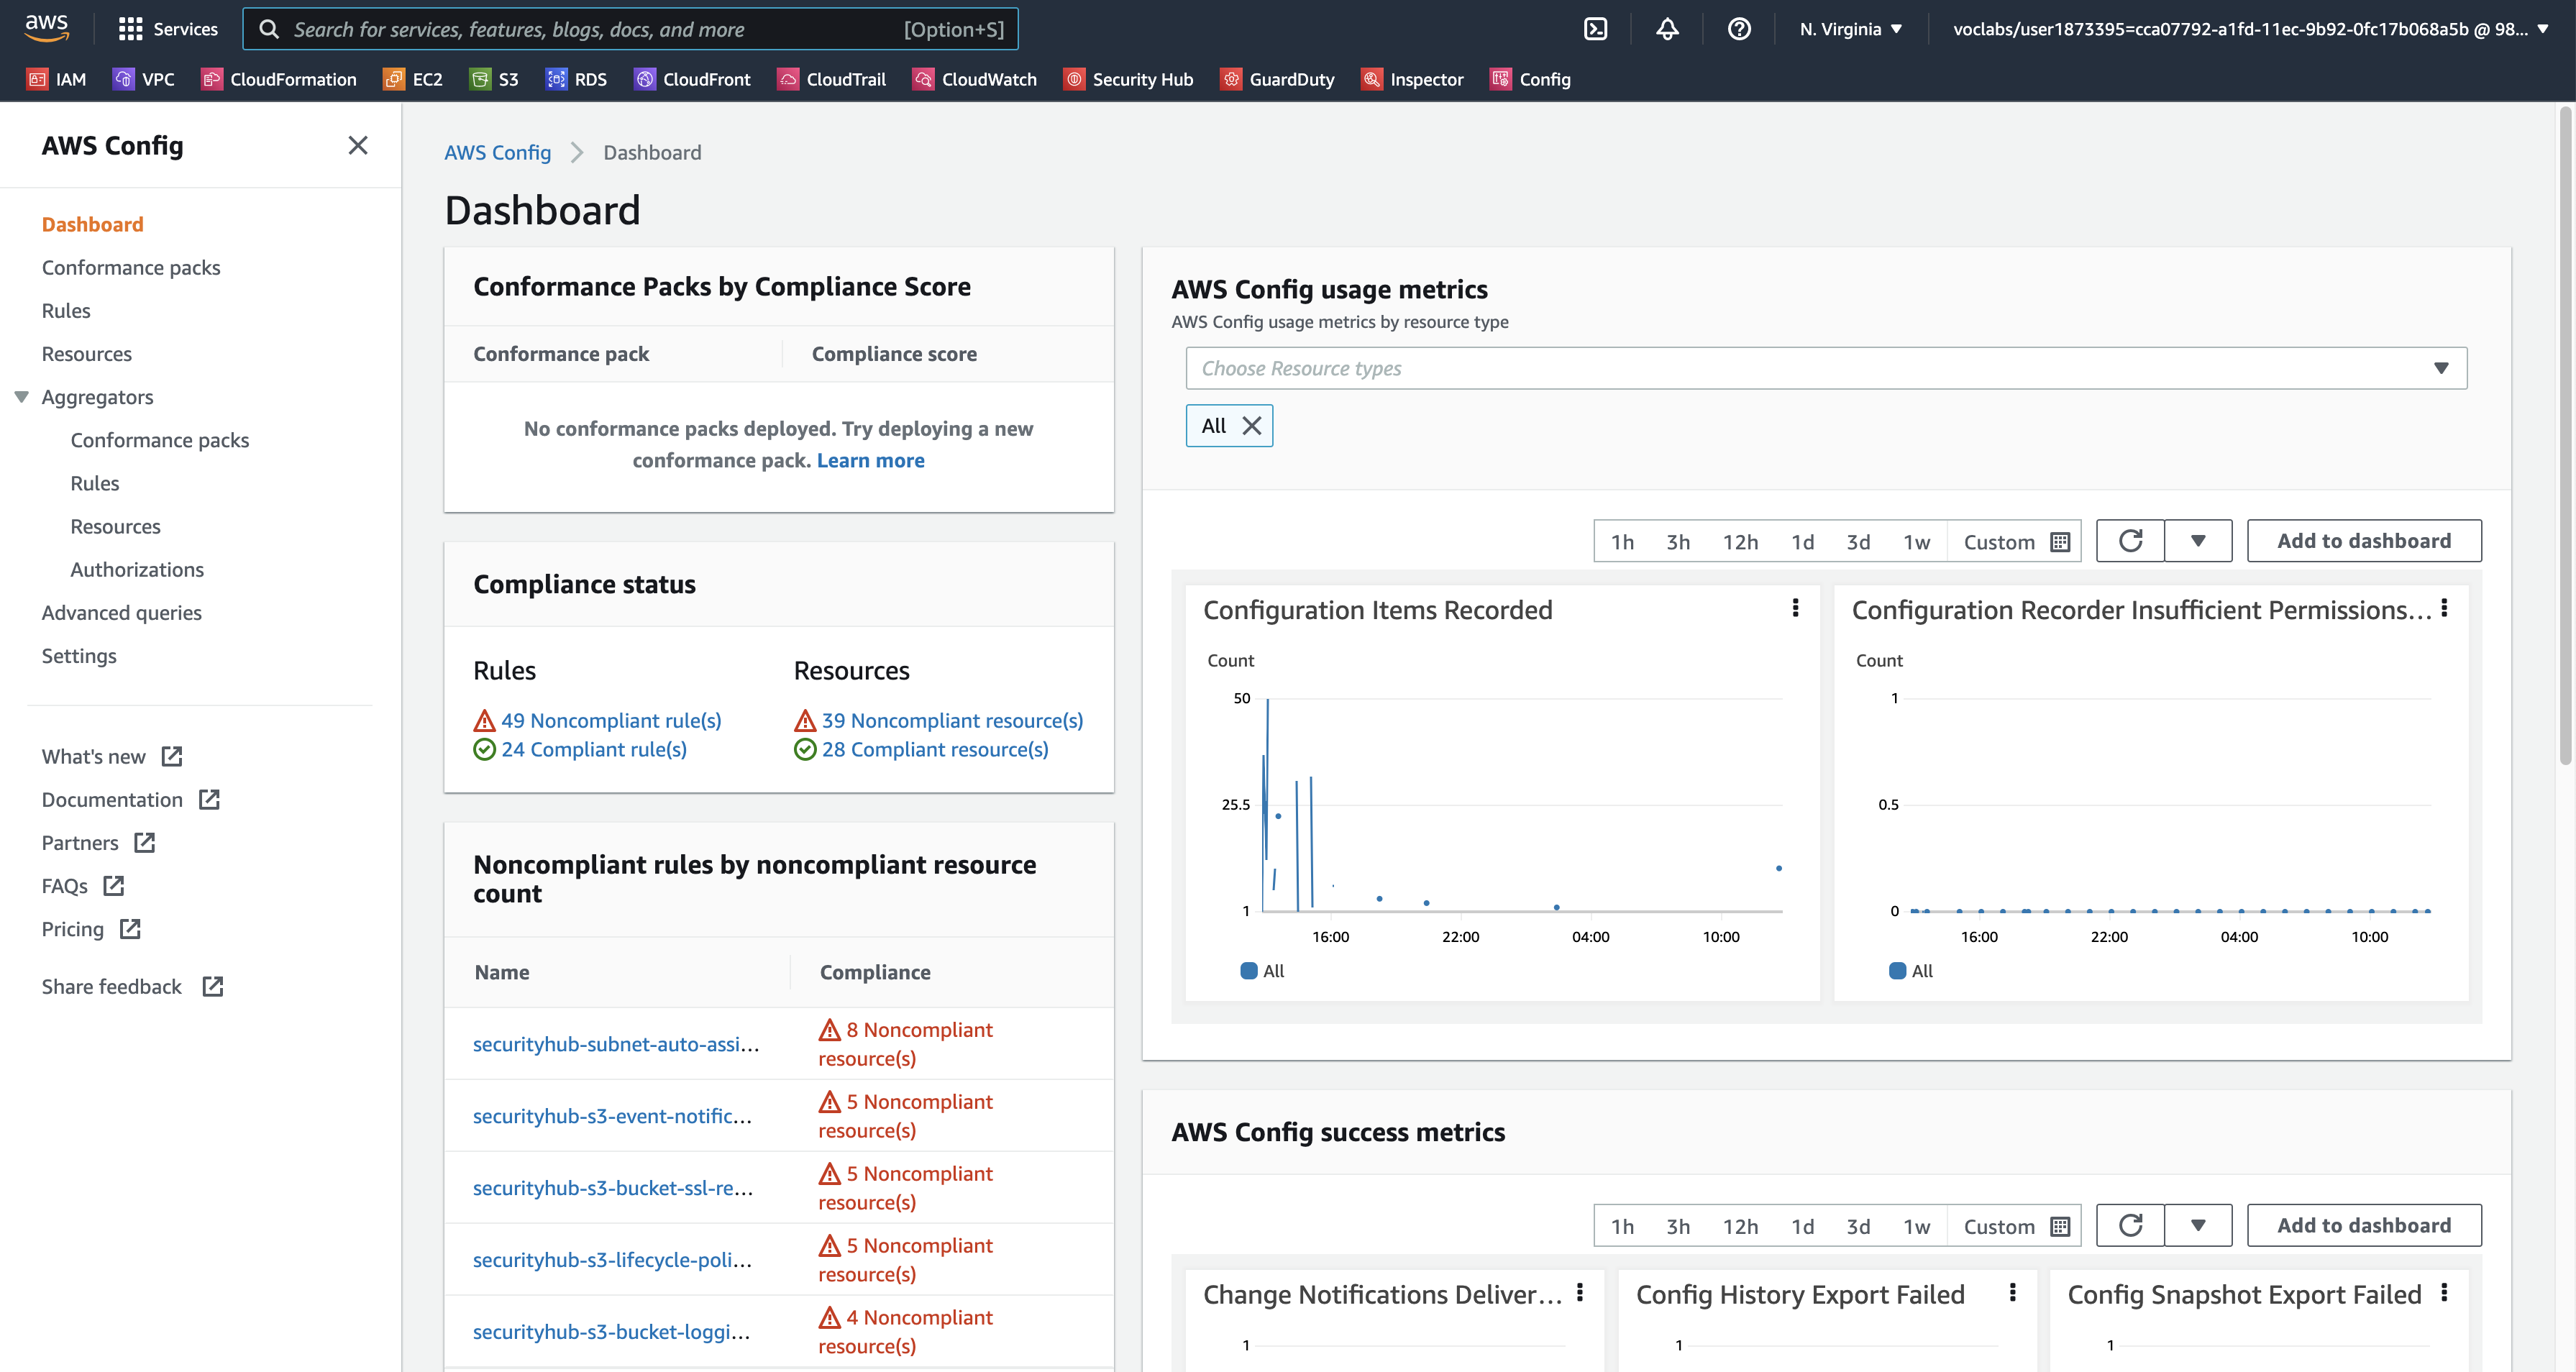 aws
Services
Search for services, features, blogs, docs, and more
[Option+S]
N. Virginia
voclabs/user1873395=cca07792-a1fd-11ec-9b92-0fc17b068a5b @ 98...
IAM
VPC
CloudFormation
EC2
S3
RDS
CloudFront
CloudTrail
CloudWatch
Security Hub
GuardDuty
Inspector
Config
AWS Config
Dashboard
Conformance packs
Rules
Resources
Aggregators
Conformance packs
Rules
Resources
Authorizations
Advanced queries
Settings
What's new
Documentation
Partners
FAQs
Pricing
Share feedback
AWS Config
Dashboard
Dashboard
Conformance Packs by Compliance Score
Conformance pack
Compliance score
No conformance packs deployed. Try deploying a new
conformance pack. Learn more
Compliance status
Rules
Resources
49 Noncompliant rule(s)
39 Noncompliant resource(s)
24 Compliant rule(s)
28 Compliant resource(s)
Noncompliant rules by noncompliant resource
count
Name
Compliance
securityhub-subnet-auto-assi...
8 Noncompliant
resource(s)
securityhub-s3-event-notific...
5 Noncompliant
resource(s)
securityhub-s3-bucket-ssl-re...
5 Noncompliant
resource(s)
securityhub-s3-lifecycle-poli...
5 Noncompliant
resource(s)
securityhub-s3-bucket-loggi...
4 Noncompliant
resource(s)
AWS Config usage metrics
AWS Config usage metrics by resource type
Choose Resource types
All
1h 3h 12h 1d 3d 1w Custom
Add to dashboard
Configuration Items Recorded
Count
50
25.5
1
16:00 22:00 04:00 10:00
All
Configuration Recorder Insufficient Permissions...
Count
1
0.5
0
16:00 22:00 04:00 10:00
All
AWS Config success metrics
1h 3h 12h 1d 3d 1w Custom
Add to dashboard
Change Notifications Deliver...
1
Config History Export Failed
1
Config Snapshot Export Failed
1